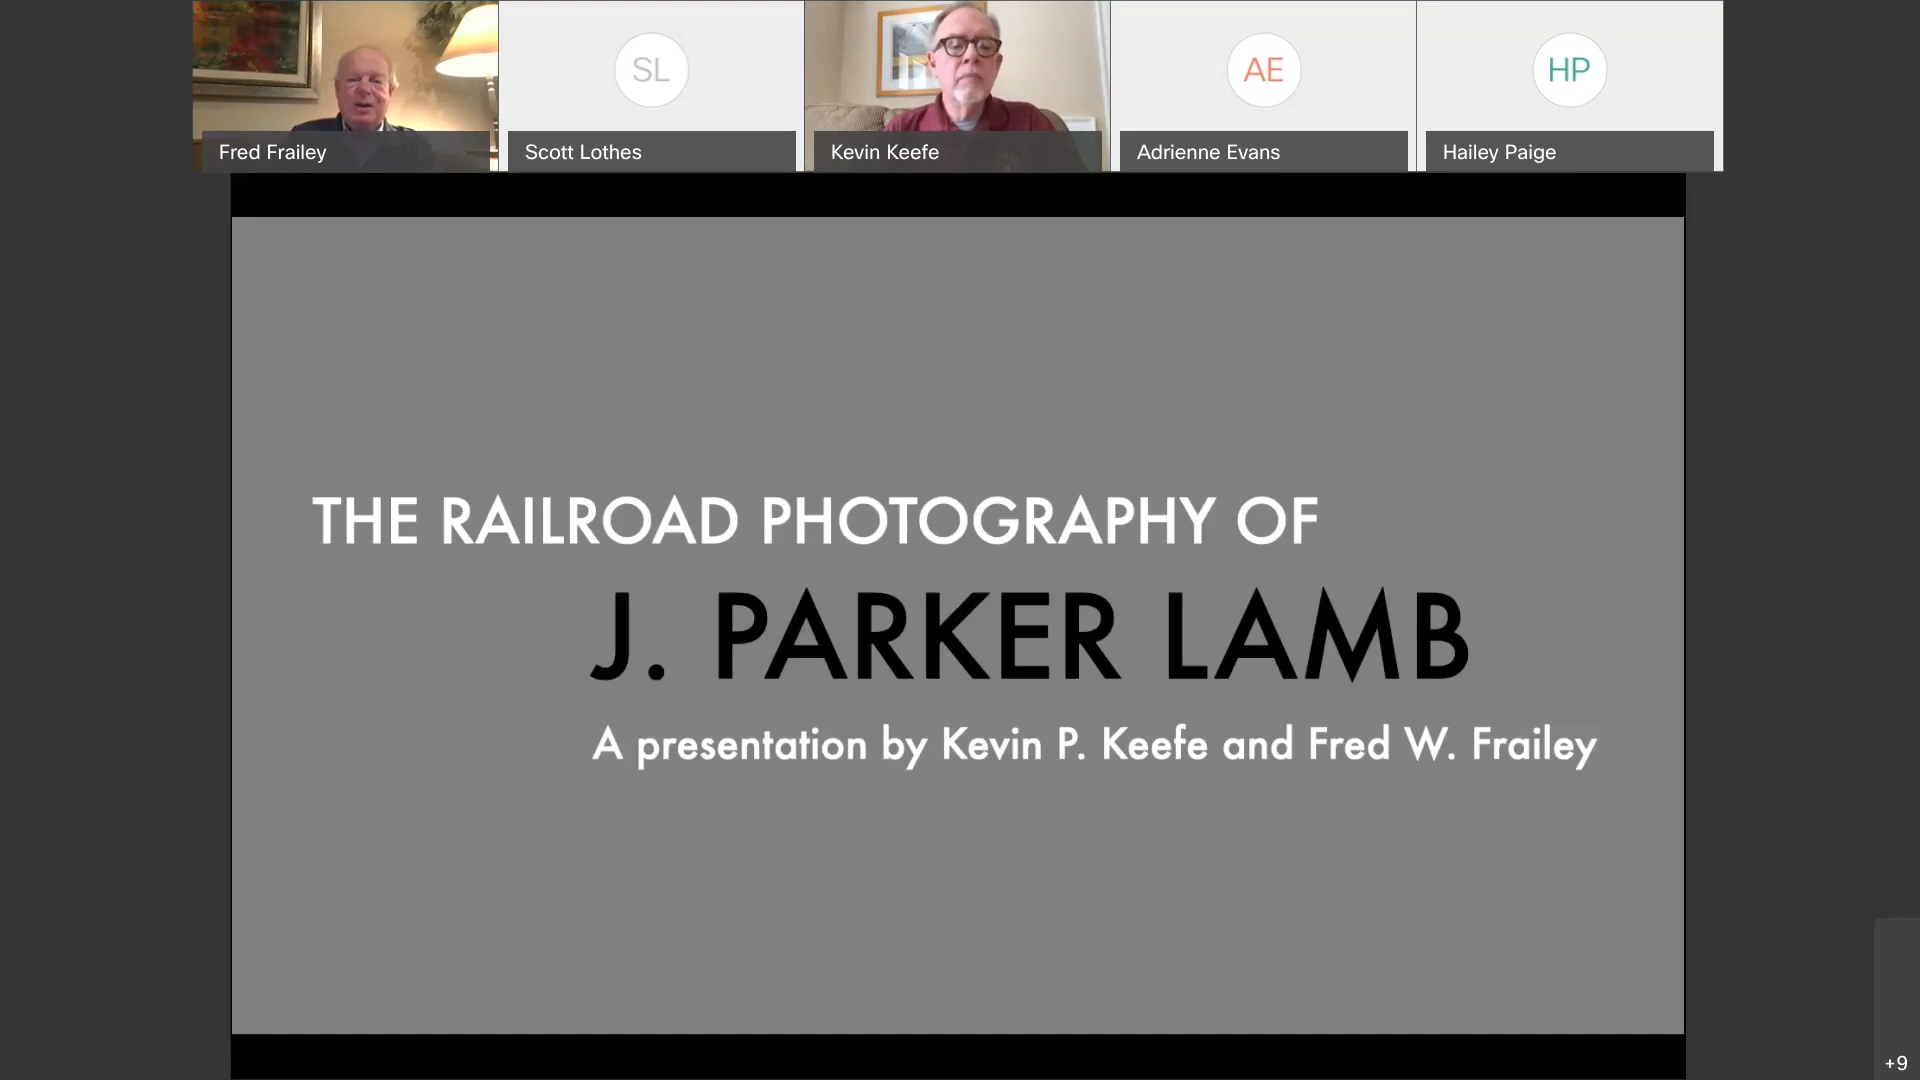 SL
AE
HP
Fred Frailey
Scott Lothes
Kevin Keefe
Adrienne Evans
Hailey Paige
THE RAILROAD PHOTOGRAPHY OF
J. PARKER LAMB
A presentation by Kevin P. Keefe and Fred W. Frailey
+9